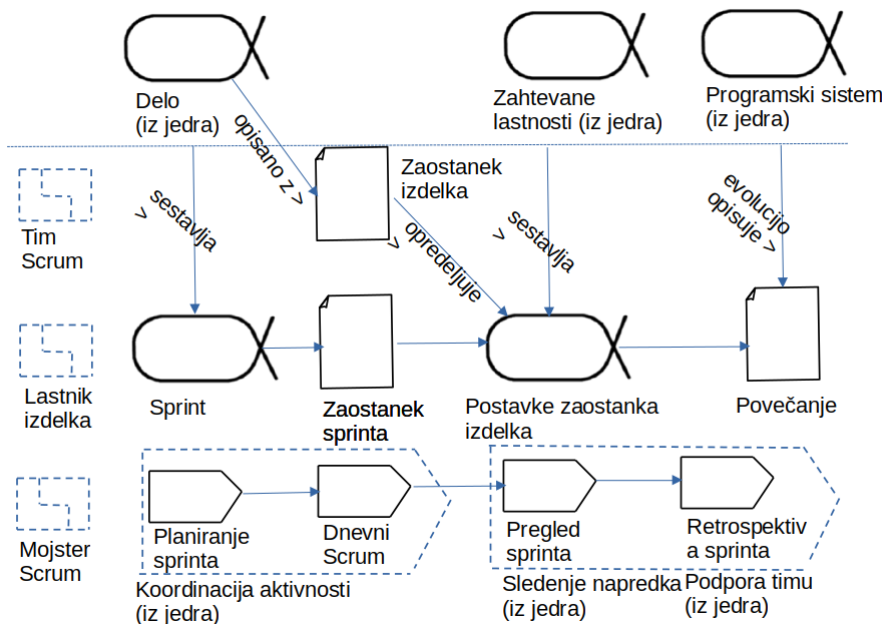 Delo
(iz jedra)
Zahtevane
lastnosti (iz jedra)
Programski sistem
(iz jedra)
opisano z >
Zaostanek
izdelka
Tim
Scrum
sestavlja
>
opredeljuje
>
sestavlja
>
evolucijo
opisuje >
Lastnik
izdelka
Sprint
Zaostanek
sprinta
Postavke zaostanka
izdelka
Povečanje
Mojster
Scrum
Planiranje
sprinta
Dnevni
Scrum
Pregled
sprinta
Retrospektiv
a sprinta
Koordinacija aktivnosti
(iz jedra)
Sledenje napredka
(iz jedra)
Podpora timu
(iz jedra)